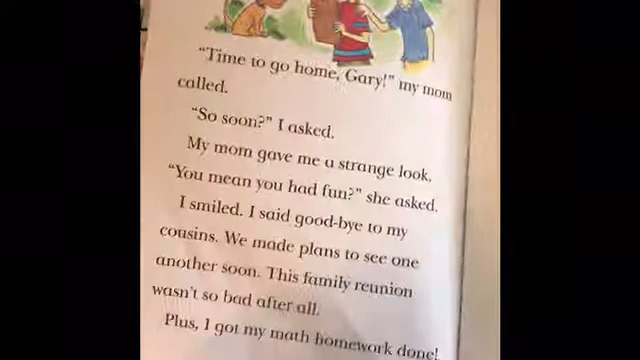 "Time to go home, Gary!" my mom
called.
"So soon?" I asked.
My mom gave me a strange look.
"You mean you had fun?" she asked.
I smiled. I said good-bye to my
cousins. We made plans to see one
another soon. This family reunion
wasn't so bad after all.
Plus, I got my math homework done!